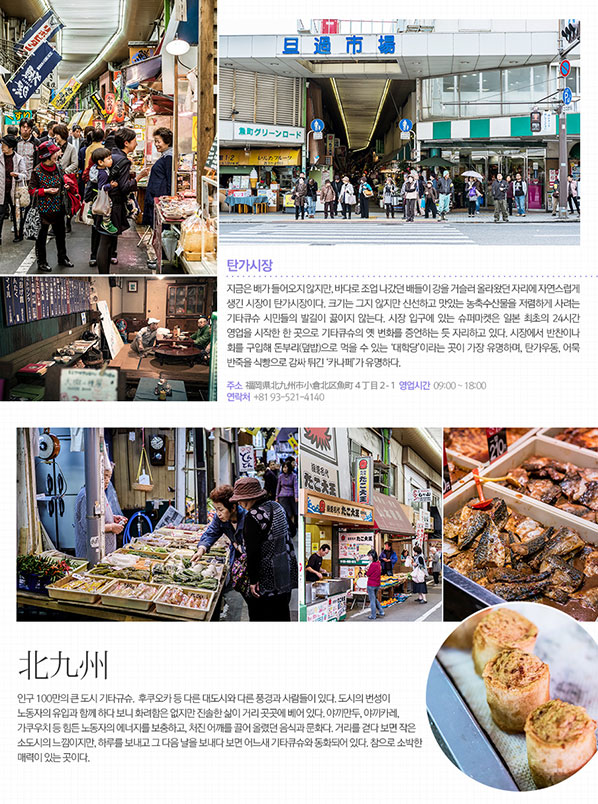 旦過市場
魚町グリーンロード
たこ大王
たこ大王
탄가시장
지금은 배가 들어오지 않지만, 바다로 조업 나갔던 배들이 강을 거슬러 올라왔던 자리에 자연스럽게
생긴 시장이 탄가시장이다. 크기는 그지 않지만 산선하고 맛있는 농축수산물을 저렴하게 사려는
기타큐슈 시민들의 발길이 끓이지 않는다. 시장 입구에 있는 슈퍼마켓은 일본 최초의 24시간
영업을 시작한 한 곳으로 기타큐슈의 옛 변화를 증언하는 듯 자리하고 있다. 시장에서 반찬이나
회를 구입해 돈부리(덮밥)으로 먹을 수 있는 '대학당'이라는 곳이 가장 유명하며, 탄가우동, 어묵
반죽을 식빵으로 감싸 튀긴 '카나페'가 유명하다.
주소 福岡県北九州市小倉北区魚町 4 丁目 2-1 영업시간 09:00 ~ 18:00
연락처 +81 93-521-4140
北九州
인구 100만의 큰 도시 기타규슈. 후쿠오카 등 다른 대도시와 다른 풍경과 사람들이 있다. 도시의 번성이
노동자의 유입과 함께 하다 보니 화려함은 없지만 진솔한 삶이 거리 곳곳에 베어 있다. 야끼만두, 야끼카레,
가쿠우치 등 힘든 노동자의 에너지를 보충하고, 처진 어깨를 끌어 올렸던 음식과 문화다. 거리를 걷다 보면 작은
소도시의 느낌이지만, 하루를 보내고 그 다음 날을 보내다 보면 어느새 기타큐슈와 동화되어 있다. 참으로 소박한
매력이 있는 곳이다.